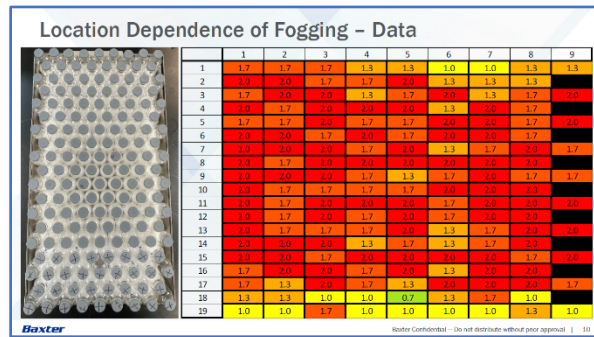 Location Dependence of Fogging – Data
1 2 3 4 5 6 7 8 9
1 1.7 1.7 1.7 1.3 1.3 1.0 1.0 1.3 1.3
2 2.0 2.0 1.7 1.7 2.0 1.3 1.3 1.3
3 1.7 2.0 2.0 1.3 1.7 2.0 1.3 1.7 2.0
4 2.0 1.7 2.0 2.0 2.0 1.3 2.0 1.7
5 1.7 1.7 2.0 1.7 1.7 2.0 2.0 1.7 2.0
6 2.0 2.0 1.7 2.0 1.7 2.0 2.0 1.7
7 2.0 2.0 2.0 1.7 2.0 1.3 1.7 2.0 1.7
8 2.0 1.7 2.0 2.0 2.0 2.0 2.0 2.0
9 2.0 2.0 2.0 1.7 1.3 1.7 2.0 1.7 1.7
10 2.0 1.7 1.7 1.7 1.7 2.0 2.0 2.0
11 2.0 1.7 2.0 2.0 1.7 1.7 2.0 2.0 2.0
12 2.0 1.7 2.0 1.7 1.7 2.0 1.7 2.0
13 2.0 1.7 1.7 1.7 2.0 1.3 1.7 2.0 2.0
14 2.0 2.0 2.0 1.3 1.7 1.3 1.7 2.0
15 2.0 2.0 1.7 2.0 2.0 2.0 2.0 1.7 2.0
16 1.7 2.0 2.0 1.7 2.0 1.3 2.0 2.0
17 1.7 1.3 2.0 1.7 1.3 2.0 2.0 2.0 1.7
18 1.3 1.3 1.0 1.0 0.7 1.3 1.7 1.0
19 1.0 1.0 1.7 1.0 1.0 1.0 1.0 1.3 1.0
Baxter
Baxter Confidential – Do not distribute without prior approval | 10